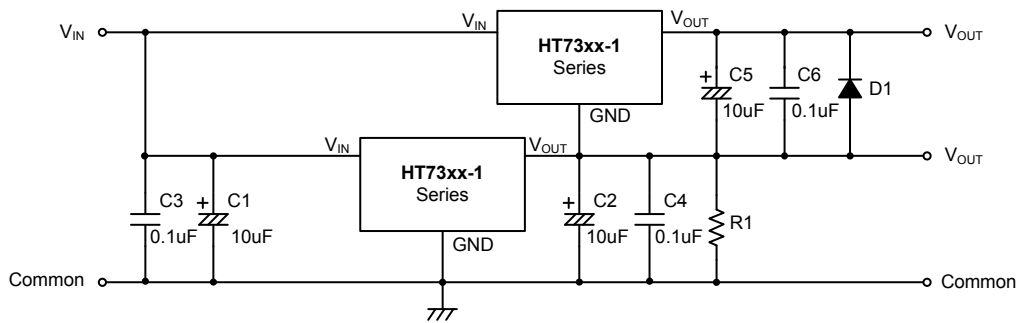 VIN
VIN
HT73xx-1
Series
VOUT
VOUT
GND
+
C5
10uF
C6
0.1uF
D1
VIN
HT73xx-1
Series
VOUT
VOUT
GND
C3
0.1uF
+
C1
10uF
+
C2
10uF
C4
0.1uF
R1
Common
Common